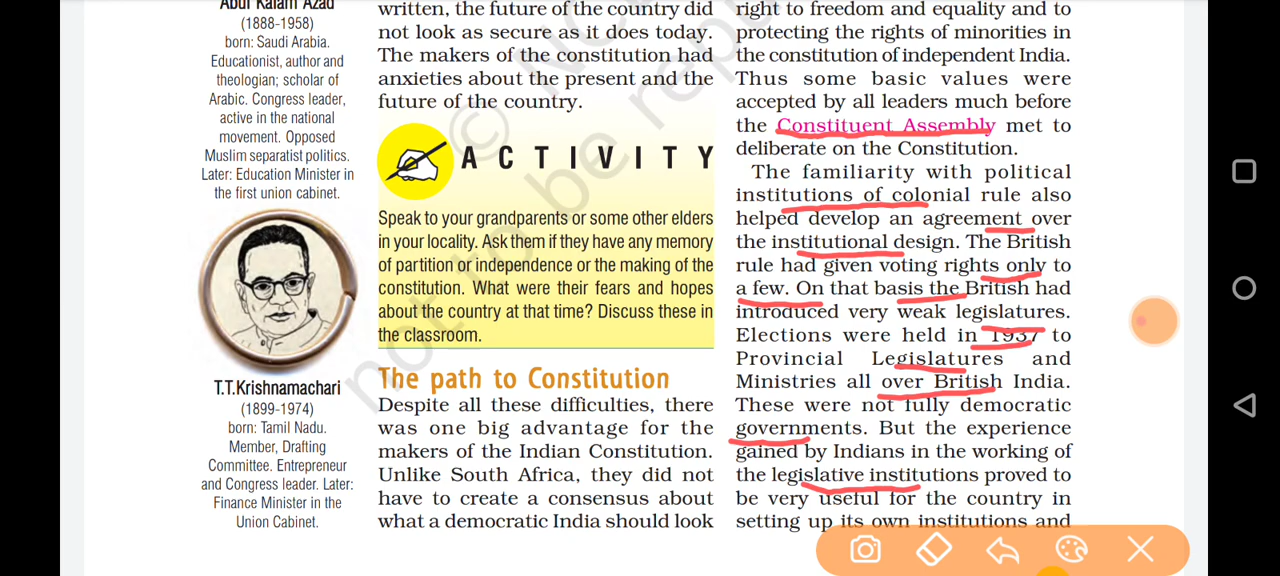 Abul Kalam Azad
(1888-1958)
born: Saudi Arabia.
Educationist, author and
theologian; scholar of
Arabic. Congress leader,
active in the national
movement. Opposed
Muslim separatist politics.
Later: Education Minister in
the first union cabinet.
T.T.Krishnamachari
(1899-1974)
born: Tamil Nadu.
Member, Drafting
Committee. Entrepreneur
and Congress leader. Later:
Finance Minister in the
Union Cabinet.
written, the future of the country did
not look as secure as it does today.
The makers of the constitution had
anxieties about the present and the
future of the country.
ACTIVITY
Speak to your grandparents or some other elders
in your locality. Ask them if they have any memory
of partition or independence or the making of the
constitution. What were their fears and hopes
about the country at that time? Discuss these in
the classroom.
The path to Constitution
Despite all these difficulties, there
was one big advantage for the
makers of the Indian Constitution.
Unlike South Africa, they did not
have to create a consensus about
what a democratic India should look
right to freedom and equality and to
protecting the rights of minorities in
the constitution of independent India.
Thus some basic values were
accepted by all leaders much before
the Constituent Assembly met to
deliberate on the Constitution.
The familiarity with political
institutions of colonial rule also
helped develop an agreement over
the institutional design. The British
rule had given voting rights only to
a few. On that basis the British had
introduced very weak legislatures.
Elections were held in 1937 to
Provincial Legislatures and
Ministries all over British India.
These were not fully democratic
governments. But the experience
gained by Indians in the working of
the legislative institutions proved to
be very useful for the country in
setting up its own institutions and
not to be repu
© NC